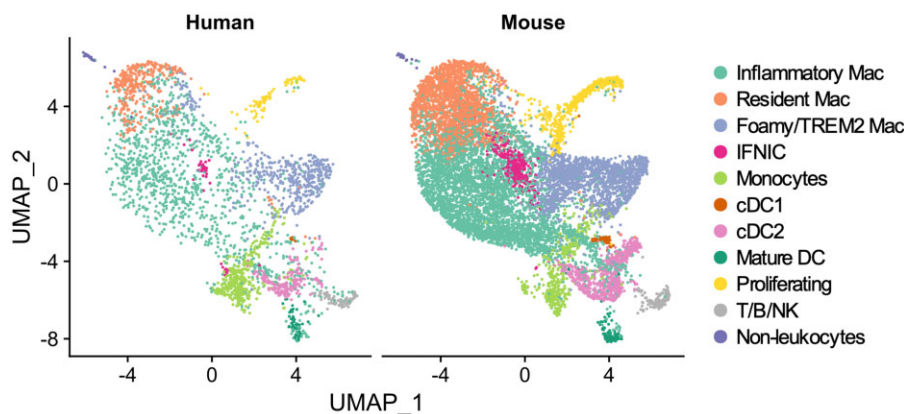 Human
Mouse
4
0
-4
-8
UMAP_2
-4
0
4
-4
0
4
UMAP_1
Inflammatory Mac
Resident Mac
Foamy/TREM2 Mac
IFNIC
Monocytes
cDC1
cDC2
Mature DC
Proliferating
T/B/NK
Non-leukocytes